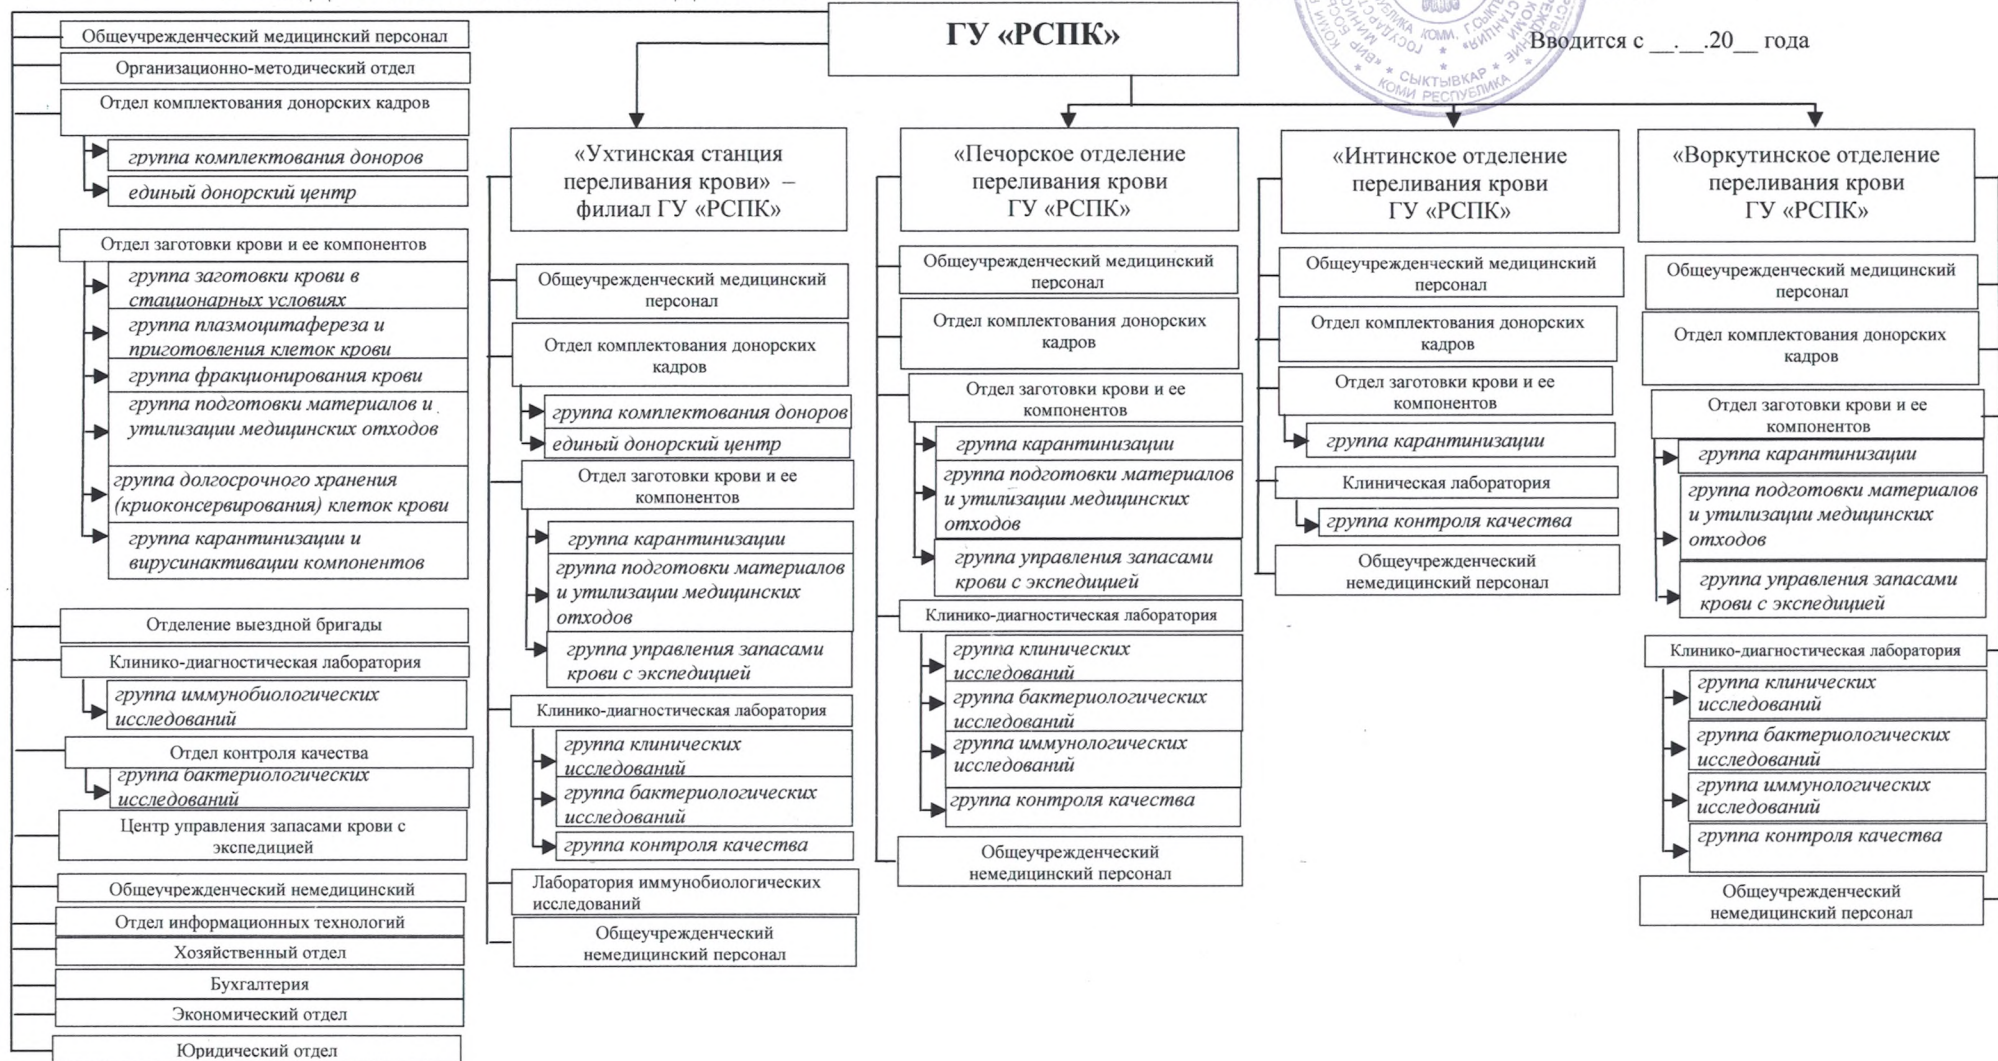 ГУ «РСПК»
Вводится с __.__.20__ года
СЫКТЫВКАР
КОМИ РЕСПУБЛИКА
Общеучрежденческий медицинский персонал
Организационно-методический отдел
Отдел комплектования донорских кадров
группа комплектования доноров
единый донорский центр
Отдел заготовки крови и ее компонентов
группа заготовки крови в
стационарных условиях
группа плазмоцитафереза и
приготовления клеток крови
группа фракционирования крови
группа подготовки материалов и
утилизации медицинских отходов
группа долгосрочного хранения
(криоконсервирования) клеток крови
группа карантинизации и
вирусинактивации компонентов
Отделение выездной бригады
Клинико-диагностическая лаборатория
группа иммунобиологических
исследований
Отдел контроля качества
группа бактериологических
исследований
Центр управления запасами крови с
экспедицией
Общеучрежденческий немедицинский
Отдел информационных технологий
Хозяйственный отдел
Бухгалтерия
Экономический отдел
Юридический отдел
«Ухтинская станция
переливания крови» –
филиал ГУ «РСПК»
Общеучрежденческий медицинский
персонал
Отдел комплектования донорских
кадров
группа комплектования доноров
единый донорский центр
Отдел заготовки крови и ее
компонентов
группа карантинизации
группа подготовки материалов
и утилизации медицинских
отходов
группа управления запасами
крови с экспедицией
Клинико-диагностическая лаборатория
группа клинических
исследований
группа бактериологических
исследований
группа контроля качества
Лаборатория иммунобиологических
исследований
Общеучрежденческий
немедицинский персонал
«Печорское отделение
переливания крови
ГУ «РСПК»
Общеучрежденческий медицинский
персонал
Отдел комплектования донорских
кадров
Отдел заготовки крови и ее
компонентов
группа карантинизации
группа подготовки материалов
и утилизации медицинских
отходов
группа управления запасами
крови с экспедицией
Клинико-диагностическая лаборатория
группа клинических
исследований
группа бактериологических
исследований
группа иммунологических
исследований
группа контроля качества
Общеучрежденческий
немедицинский персонал
«Интинское отделение
переливания крови
ГУ «РСПК»
Общеучрежденческий медицинский
персонал
Отдел комплектования донорских
кадров
Отдел заготовки крови и ее
компонентов
группа карантинизации
Клиническая лаборатория
группа контроля качества
Общеучрежденческий
немедицинский персонал
«Воркутинское отделение
переливания крови
ГУ «РСПК»
Общеучрежденческий медицинский
персонал
Отдел комплектования донорских
кадров
Отдел заготовки крови и ее
компонентов
группа карантинизации
группа подготовки материалов
и утилизации медицинских
отходов
группа управления запасами
крови с экспедицией
Клинико-диагностическая лаборатория
группа клинических
исследований
группа бактериологических
исследований
группа иммунологических
исследований
группа контроля качества
Общеучрежденческий
немедицинский персонал